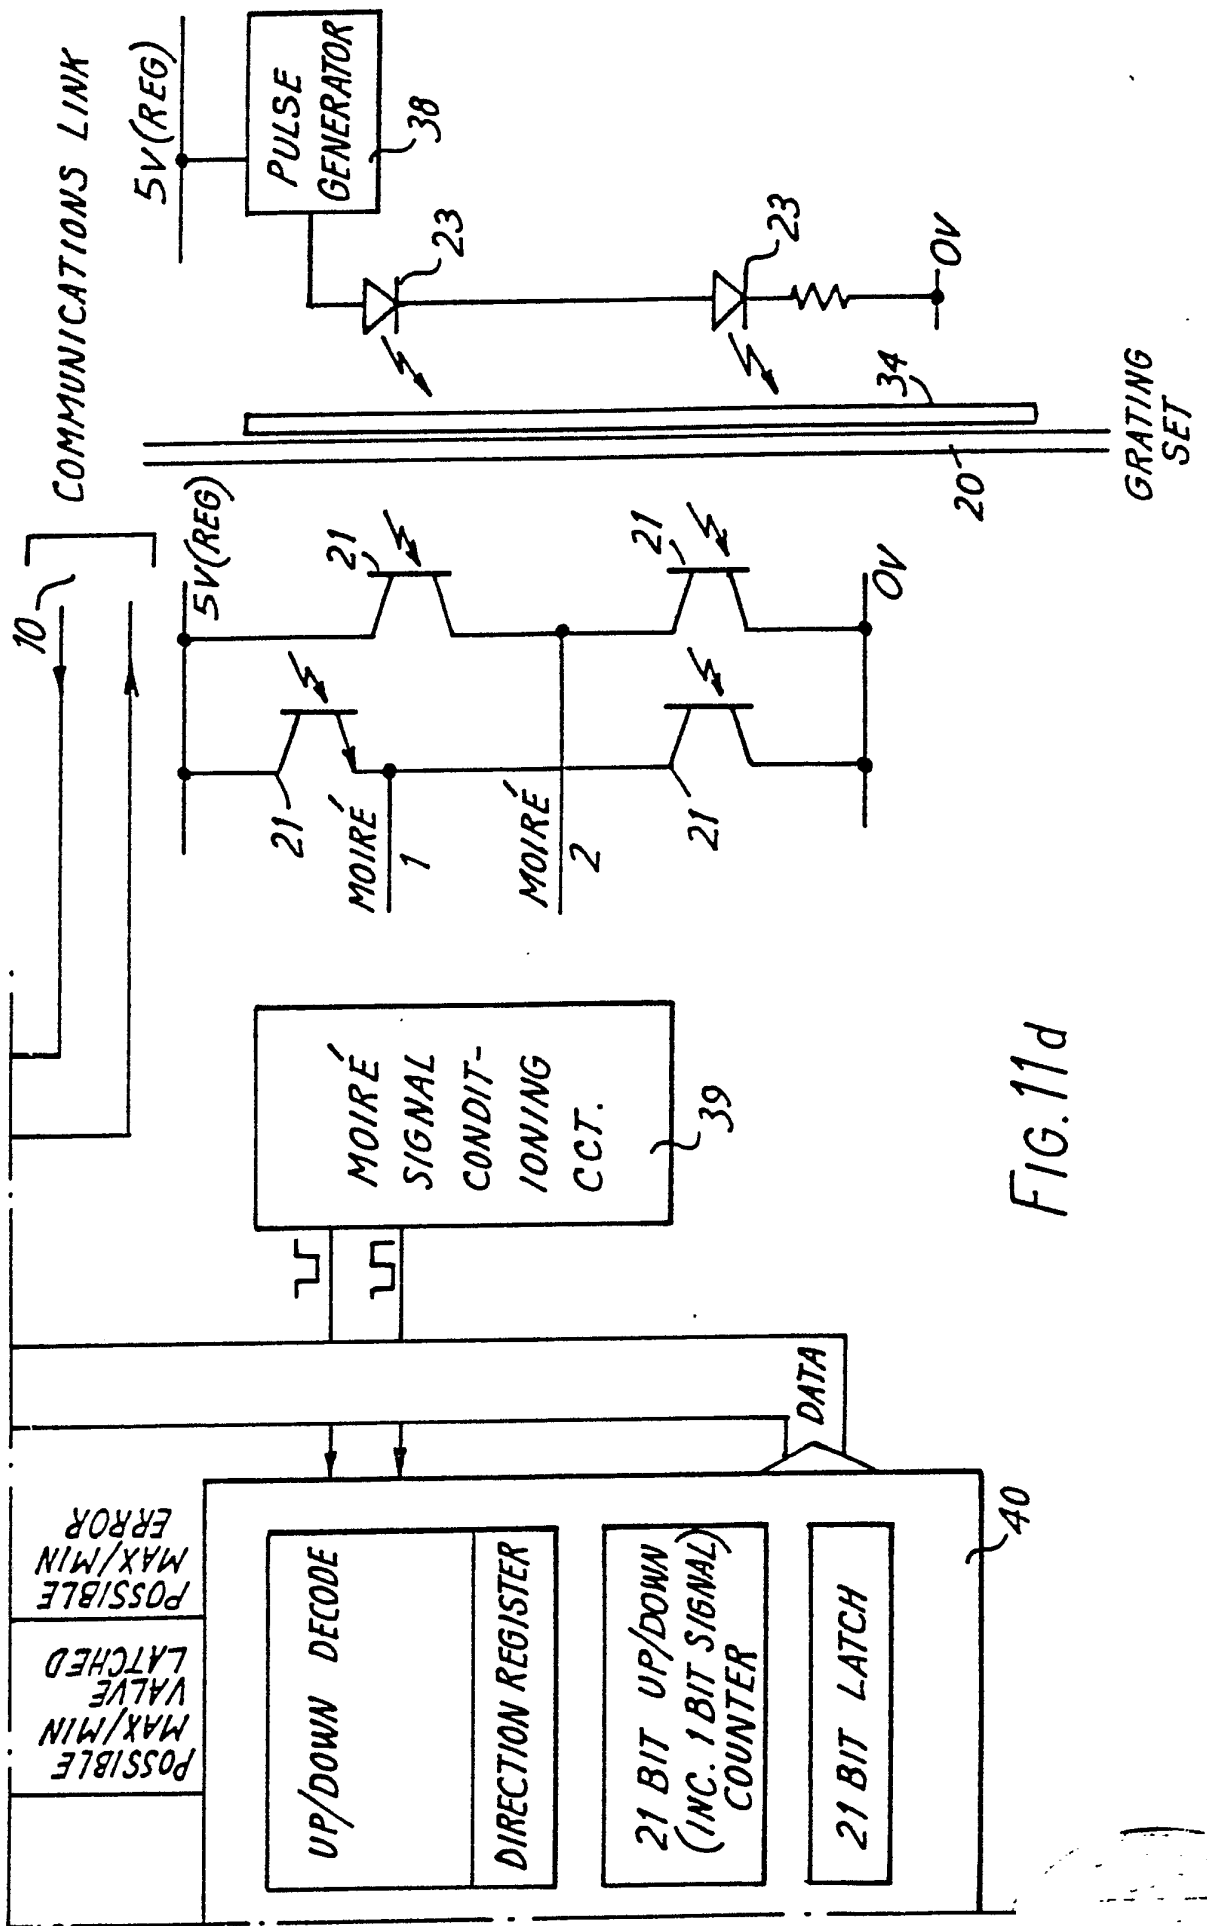 POSSIBLE
MAX/MIN
VALVE
LATCHED
POSSIBLE
MAX/MIN
ERROR
UP/DOWN DECODE
DIRECTION REGISTER
21 BIT UP/DOWN
(INC. 1 BIT SIGNAL)
COUNTER
21 BIT LATCH
40
DATA
MOIRÉ
SIGNAL
CONDIT-
IONING
CCT.
39
10
COMMUNICATIONS LINK
5V(REG)
21
21
MOIRÉ
1
MOIRÉ
2
21
21
0V
20
34
GRATING
SET
5V(REG)
PULSE
GENERATOR
38
23
23
0V
FIG. 11d